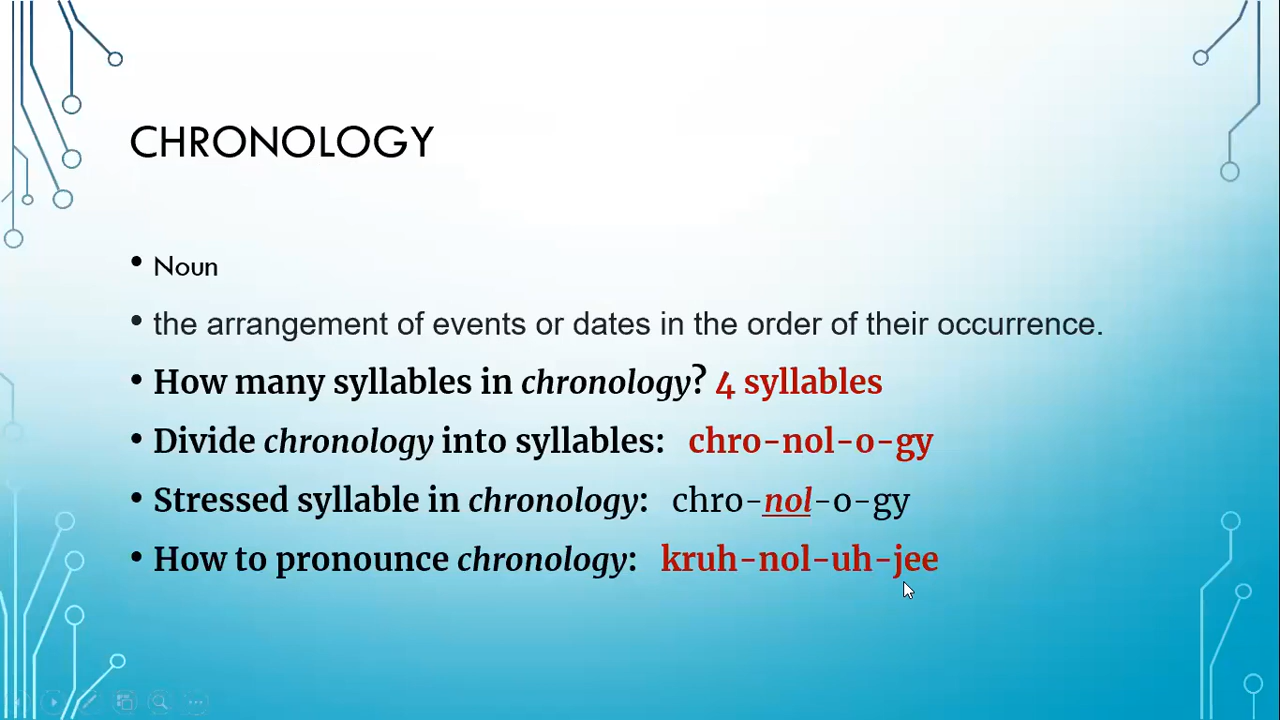 CHRONOLOGY
• Noun
• the arrangement of events or dates in the order of their occurrence.
• How many syllables in chronology? 4 syllables
• Divide chronology into syllables: chro-nol-o-gy
• Stressed syllable in chronology: chro-nol-o-gy
• How to pronounce chronology: kruh-nol-uh-jee